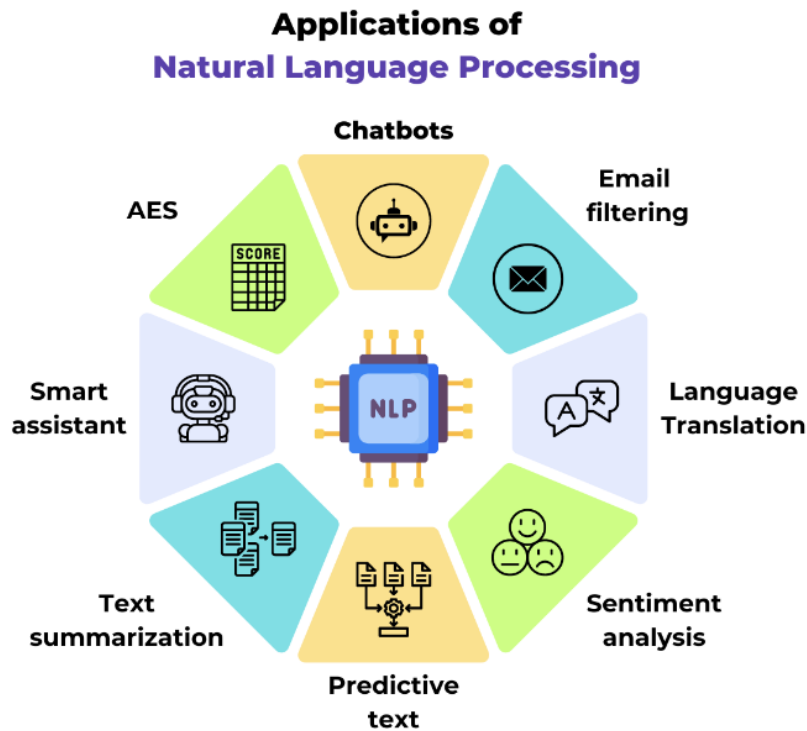 Applications of
Natural Language Processing
Chatbots
Email
filtering
AES
SCORE
Smart
assistant
NLP
A
文
Language
Translation
Text
summarization
Sentiment
analysis
Predictive
text